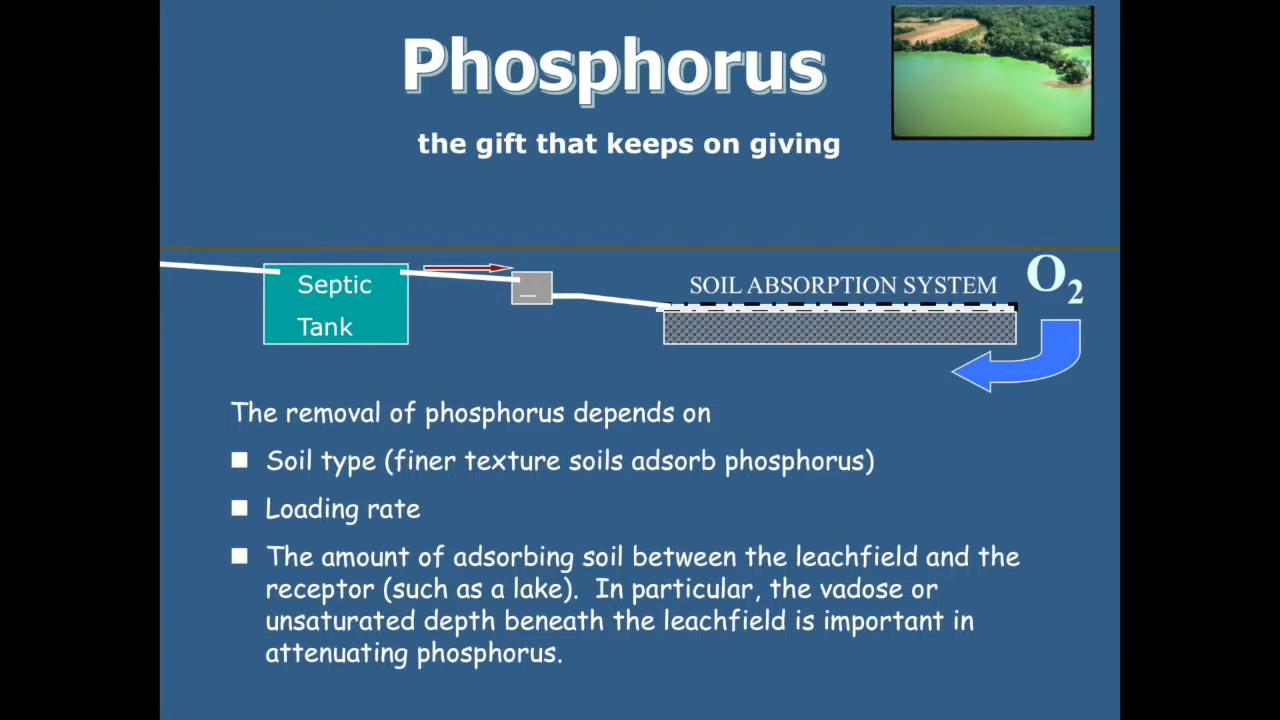 Phosphorus
the gift that keeps on giving
Septic
Tank
SOIL ABSORPTION SYSTEM
O2
The removal of phosphorus depends on
Soil type (finer texture soils adsorb phosphorus)
Loading rate
The amount of adsorbing soil between the leachfield and the
receptor (such as a lake). In particular, the vadose or
unsaturated depth beneath the leachfield is important in
attenuating phosphorus.